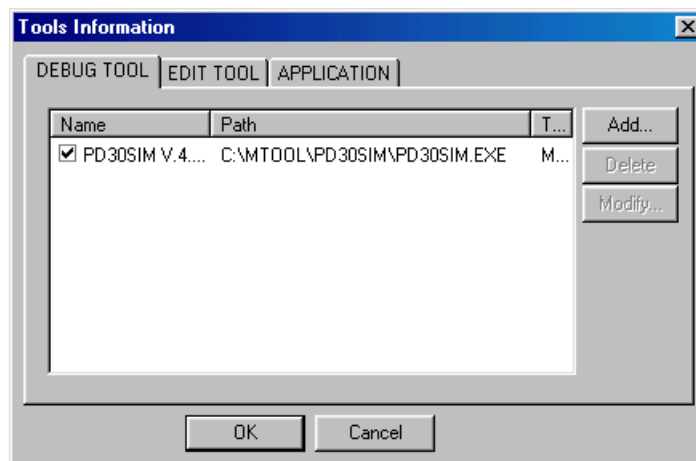 Tools Information
DEBUG TOOL EDIT TOOL APPLICATION
Name Path T... Add...
PD30SIM V.4.... C:\MTOOL\PD30SIM\PD30SIM.EXE M...
Delete
Modify...
OK Cancel